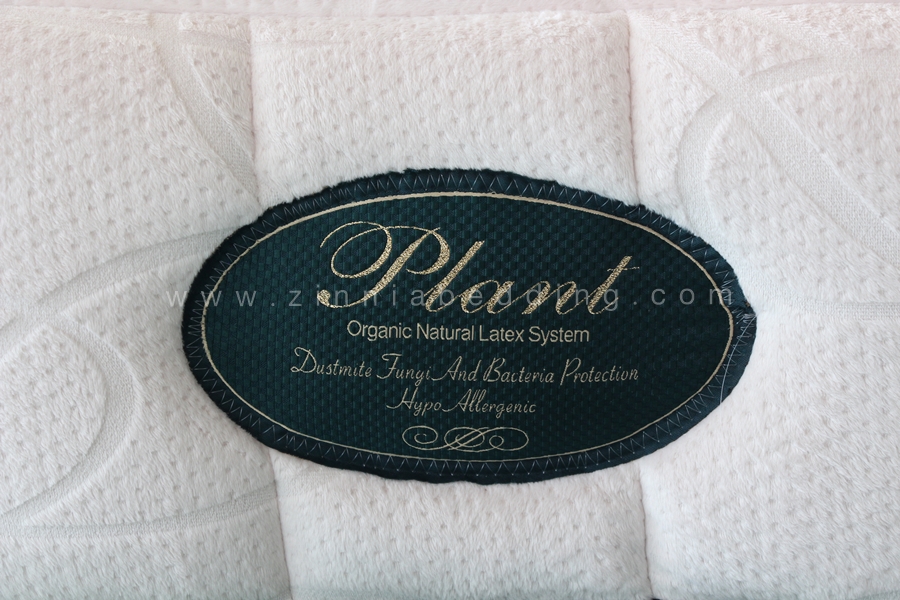 Plant
www.zinniabedding.com
Organic Natural Latex System
Dustmite Fungi And Bacteria Protection
Hypo Allergenic